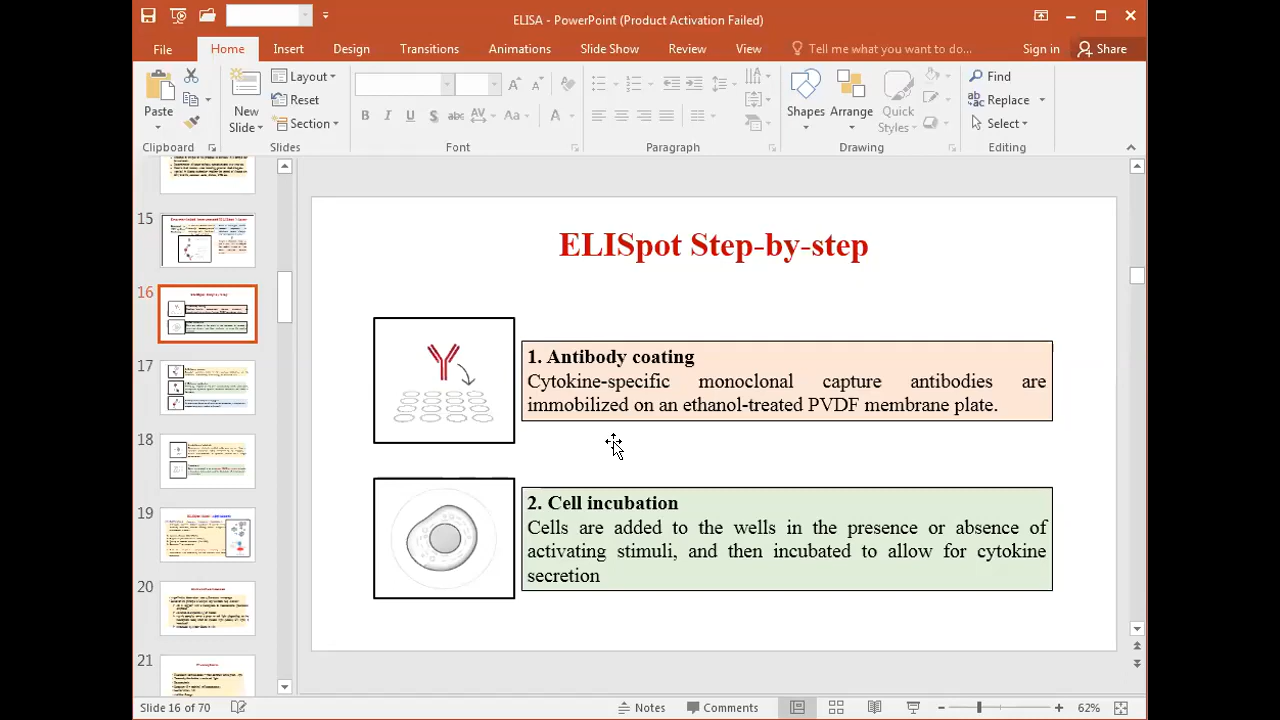 ELISA - PowerPoint (Product Activation Failed)
File Home Insert Design Transitions Animations Slide Show Review View Tell me what you want to do... Sign in Share
Paste
New
Slide
Layout
Reset
Section
B I U S abc AV Aa A
Shapes
Arrange
Quick
Styles
Find
Replace
Select
Clipboard Slides Font Paragraph Drawing Editing
15
16
17
18
19
20
21
ELISpot Step-by-step
1. Antibody coating
Cytokine-specific monoclonal capture antibodies are
immobilized on an ethanol-treated PVDF membrane plate.
2. Cell incubation
Cells are added to the wells in the presence or absence of
activating stimuli, and then incubated to allow for cytokine
secretion
Slide 16 of 70 Notes Comments 62%